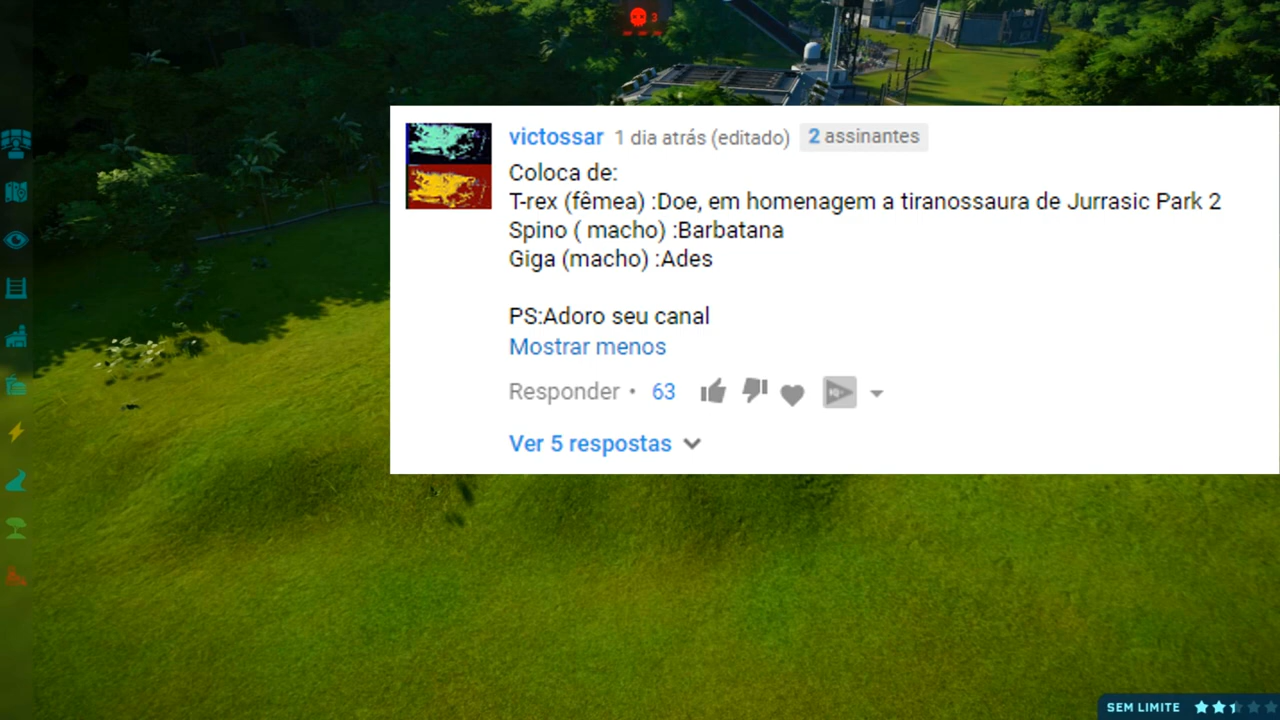 3
victossar 1 dia atrás (editado) 2 assinantes
Coloca de:
T-rex (fêmea) :Doe, em homenagem a tiranossaura de Jurrasic Park 2
Spino ( macho) :Barbatana
Giga (macho) :Ades
PS:Adoro seu canal
Mostrar menos
Responder • 63
Ver 5 respostas
SEM LIMITE